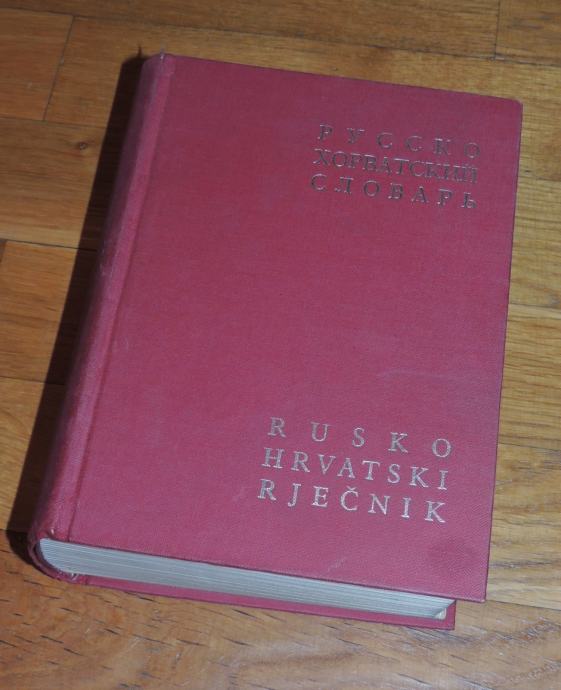 РУССКО
ХОРВАТСКИЙ
СЛОВАРЬ
RUSKO
HRVATSKI
RJEČNIK